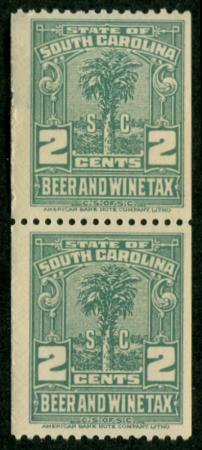 STATE OF
SOUTH CAROLINA
S C
2 2
CENTS
BEER AND WINE TAX
C. S. OF S. C.
AMERICAN BANK NOTE COMPANY, LITHO.
STATE OF
SOUTH CAROLINA
S C
2 2
CENTS
BEER AND WINE TAX
C. S. OF S. C.
AMERICAN BANK NOTE COMPANY, LITHO